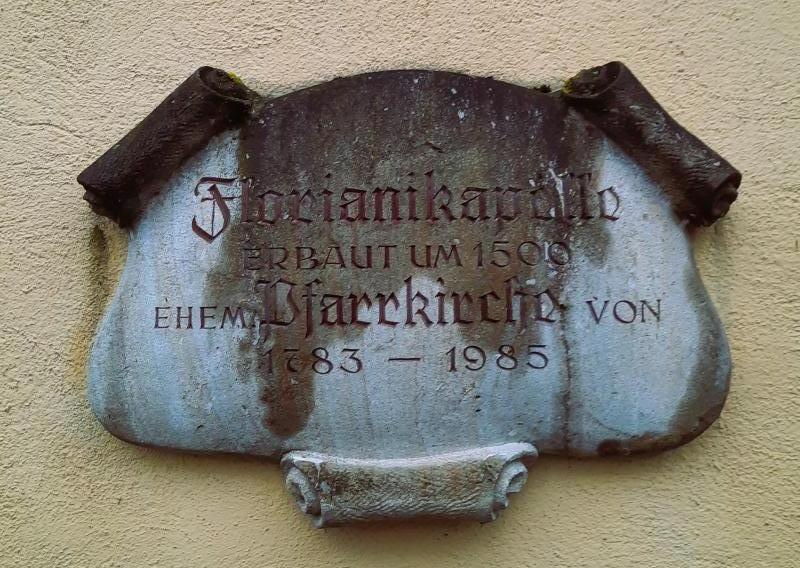 Florianikapelle
ERBAUT UM 1500
EHEM. Pfarrkirche VON
1783 – 1985